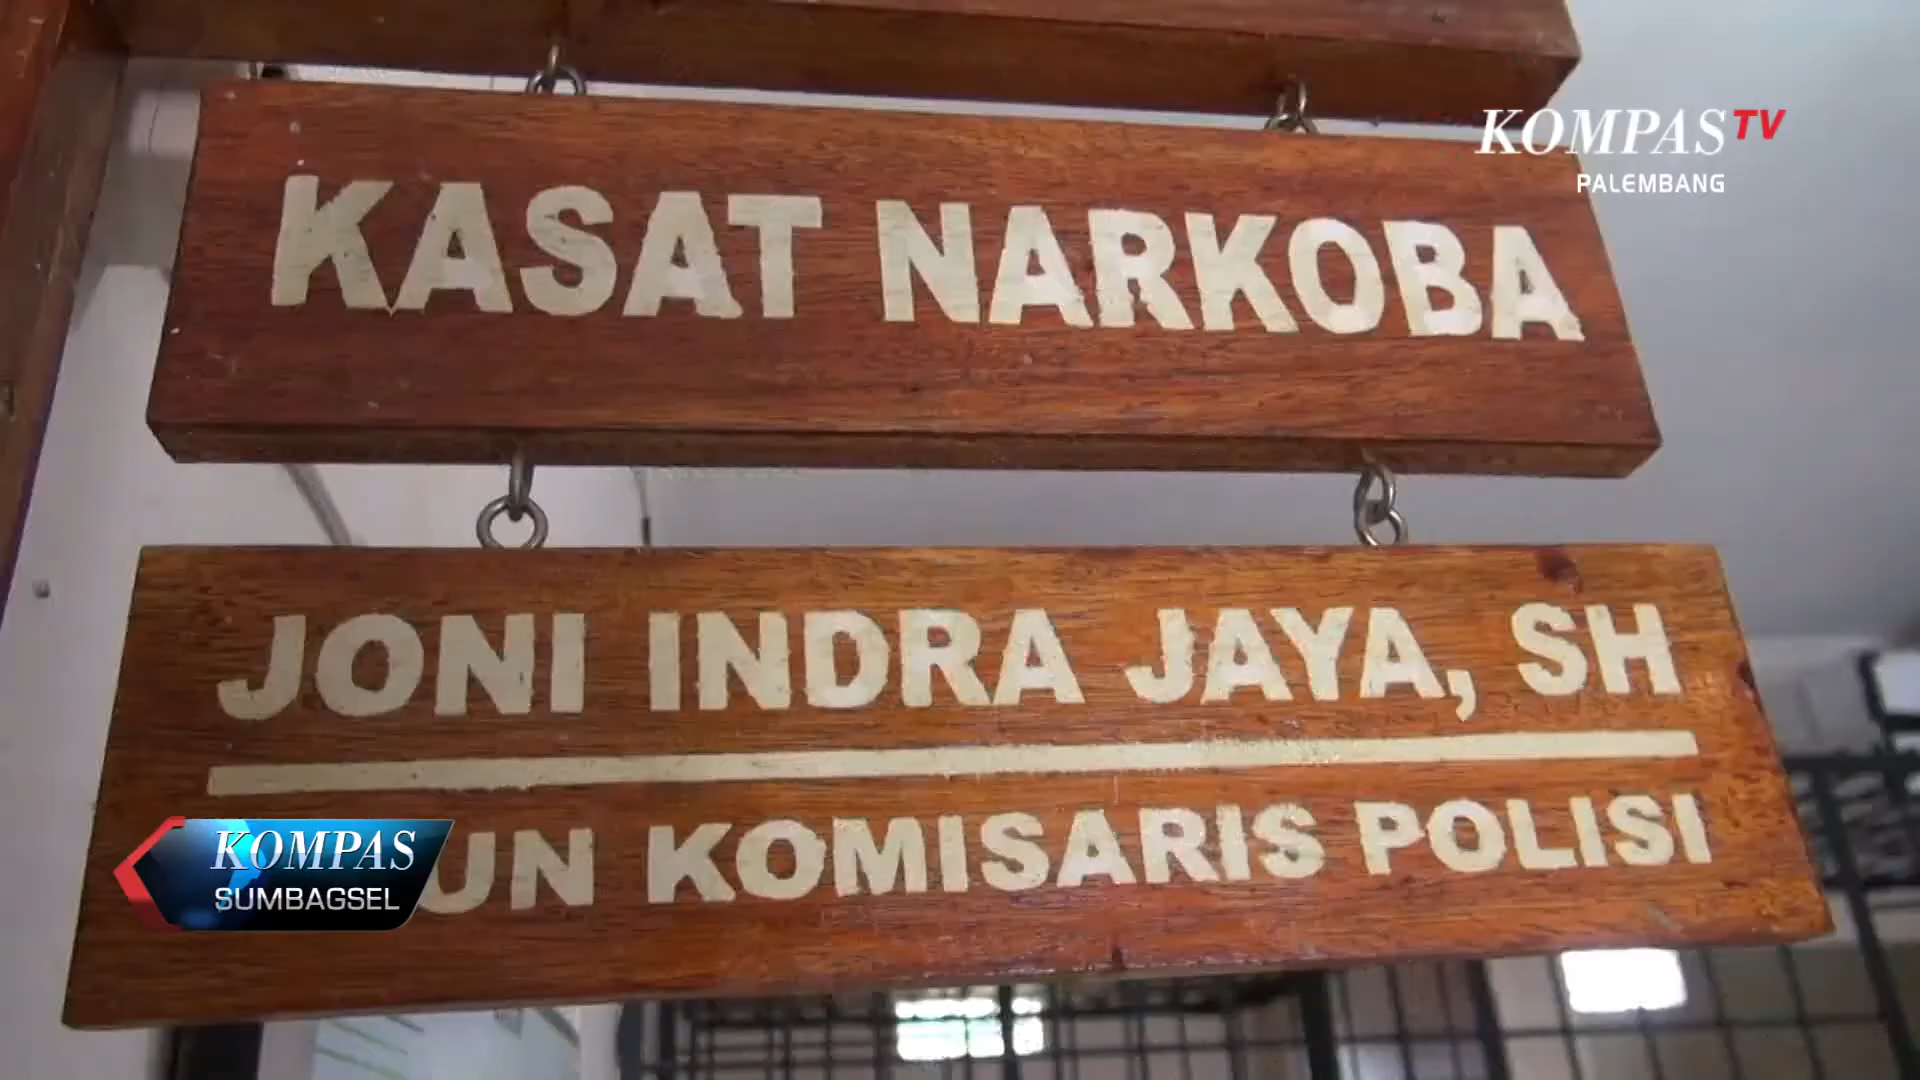 KOMPAS TV
PALEMBANG
KASAT NARKOBA
JONI INDRA JAYA, SH
KOMISARIS POLISI
KOMPAS
SUMBAGSEL